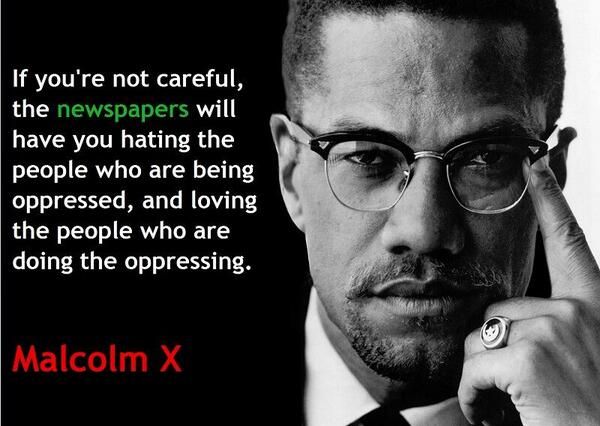 If you're not careful,
the newspapers will
have you hating the
people who are being
oppressed, and loving
the people who are
doing the oppressing.
Malcolm X